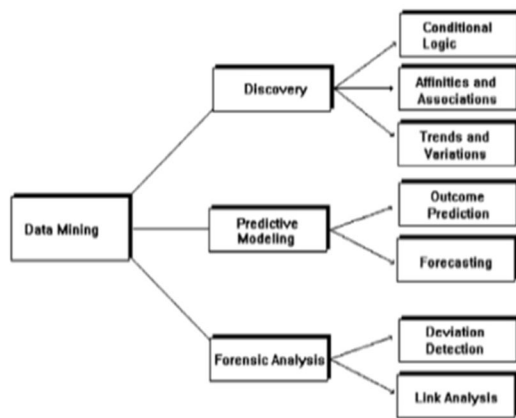 Conditional
Logic
Discovery
Affinities and
Associations
Trends and
Variations
Data Mining
Predictive
Modeling
Outcome
Prediction
Forecasting
Forensic Analysis
Deviation
Detection
Link Analysis